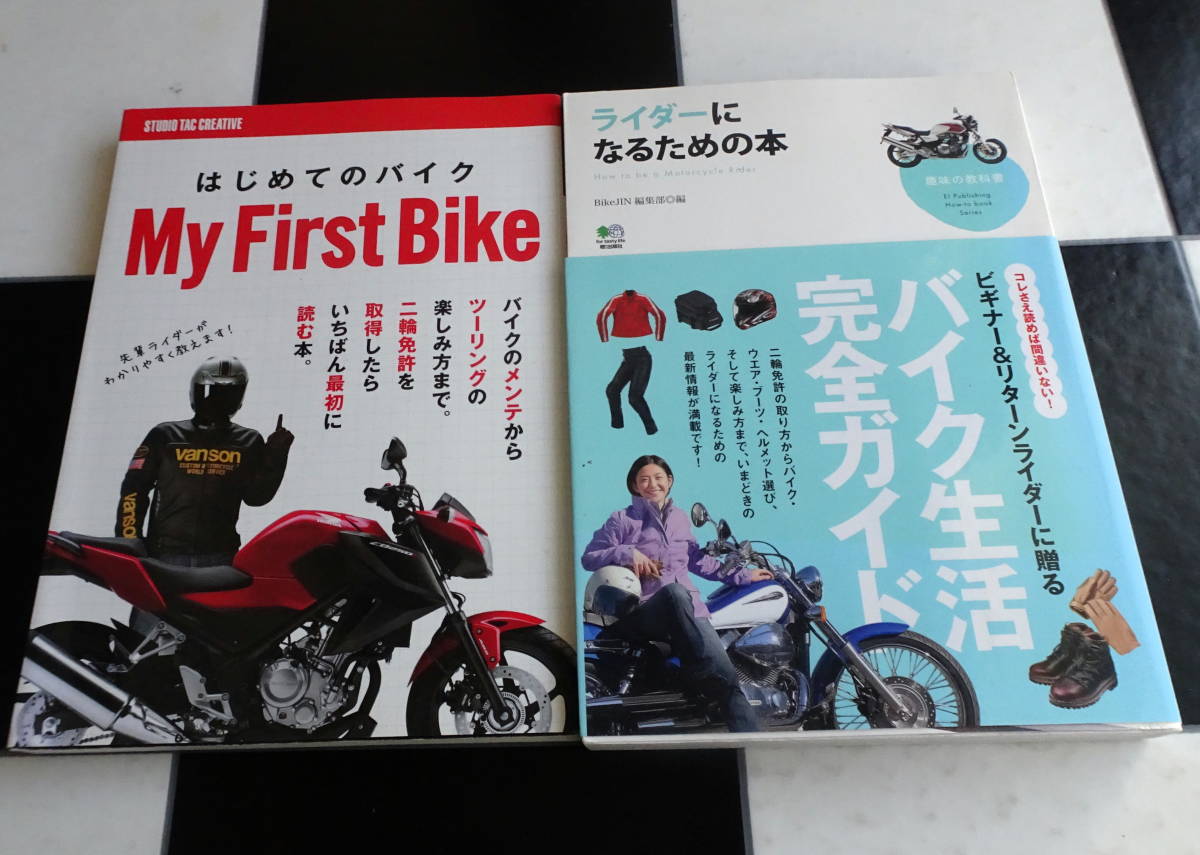 STUDIO TAC CREATIVE
はじめてのバイク
My First Bike
バイクのメンテから
ツーリングの
楽しみ方まで。
二輪免許を
取得したら
いちばん最初に
読む本。
先輩ライダーが
わかりやすく教えます!
vanson
vanson
HONDA
ライダーに
なるための本
How to be a Motorcycle Rider
BikeJIN 編集部◎編
for tasty life
枻出版社
趣味の教科書
EI Publishing
How-to book
Series
コレさえ読めば間違いない!
ビギナー&リターンライダーに贈る
バイク生活
完全ガイド
二輪免許の取り方からバイク・
ウエア・ブーツ・ヘルメット選び、
そして楽しみ方まで、いまどきの
ライダーになるための
最新情報が満載です!